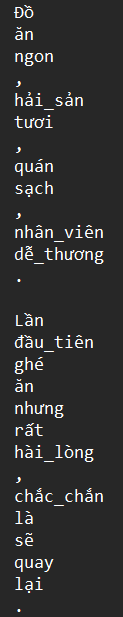 Đồ
ăn
ngon
,
hải_sản
tươi
,
quán
sạch
,
nhân_viên
dễ_thương
.

Lần
đầu_tiên
ghé
ăn
nhưng
rất
hài_lòng
,
chắc_chắn
là
sẽ
quay
lại
.